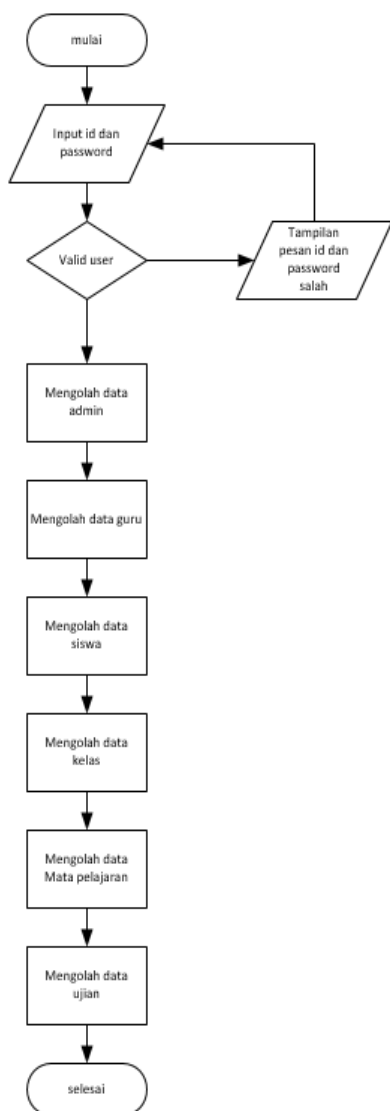 mulai
Input id dan
password
Valid user
Tampilan
pesan id dan
password
salah
Mengolah data
admin
Mengolah data guru
Mengolah data
siswa
Mengolah data
kelas
Mengolah data
Mata pelajaran
Mengolah data
ujian
selesai